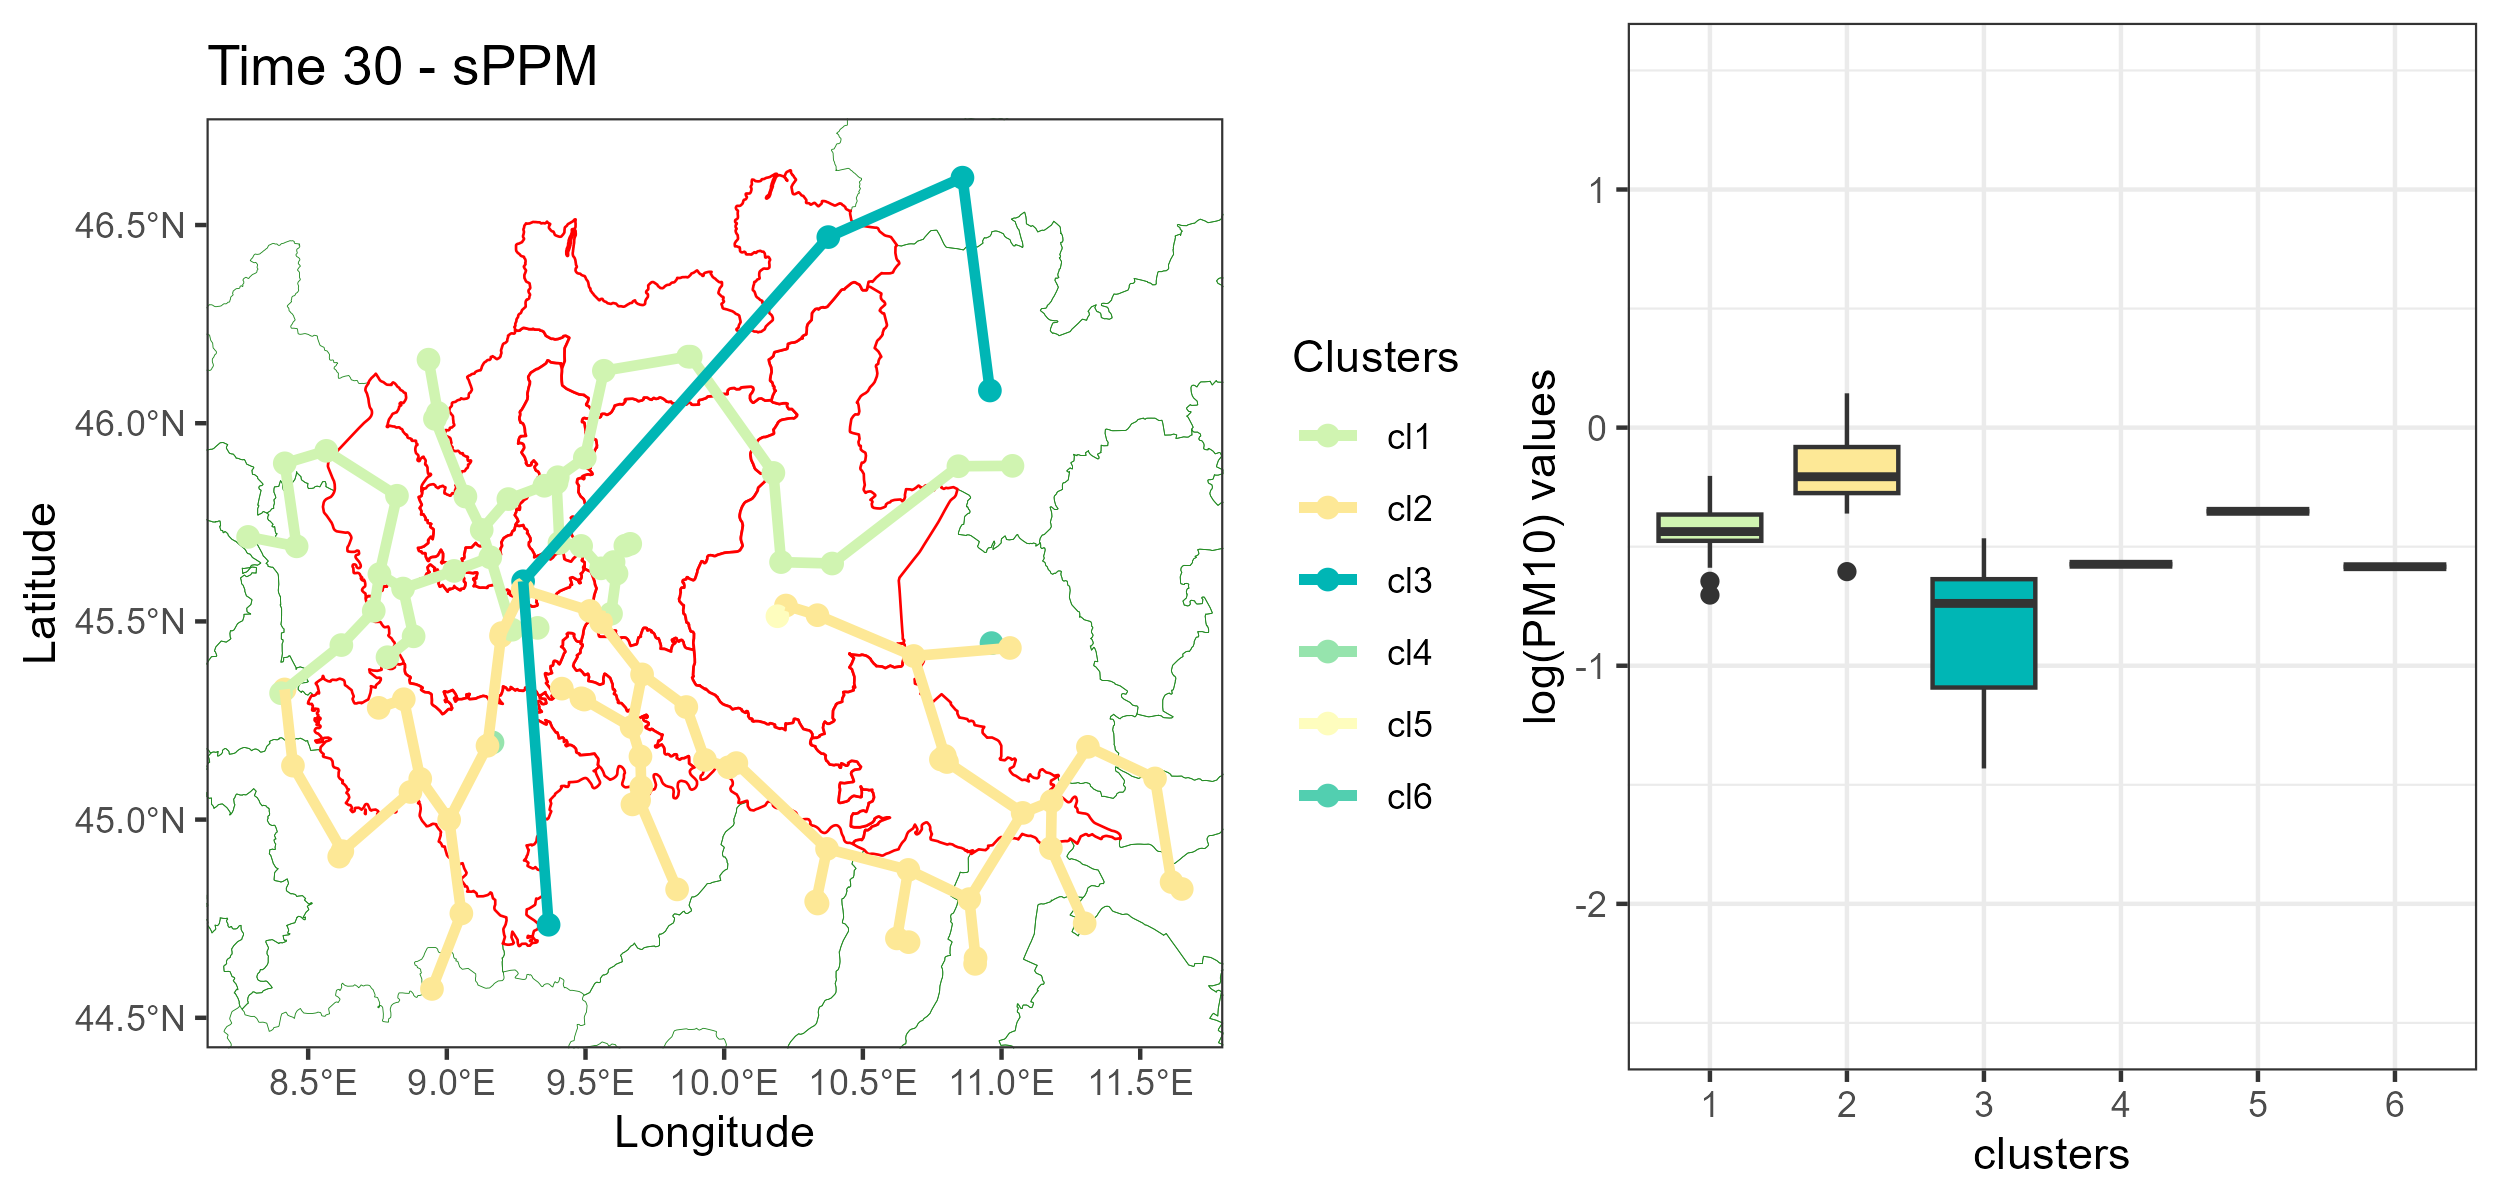 Time 30 - sPPM
Latitude
46.5°N
46.0°N
45.5°N
45.0°N
44.5°N
8.5°E 9.0°E 9.5°E 10.0°E 10.5°E 11.0°E 11.5°E
Longitude
Clusters
cl1
cl2
cl3
cl4
cl5
cl6
log(PM10) values
1
0
-1
-2
1 2 3 4 5 6
clusters